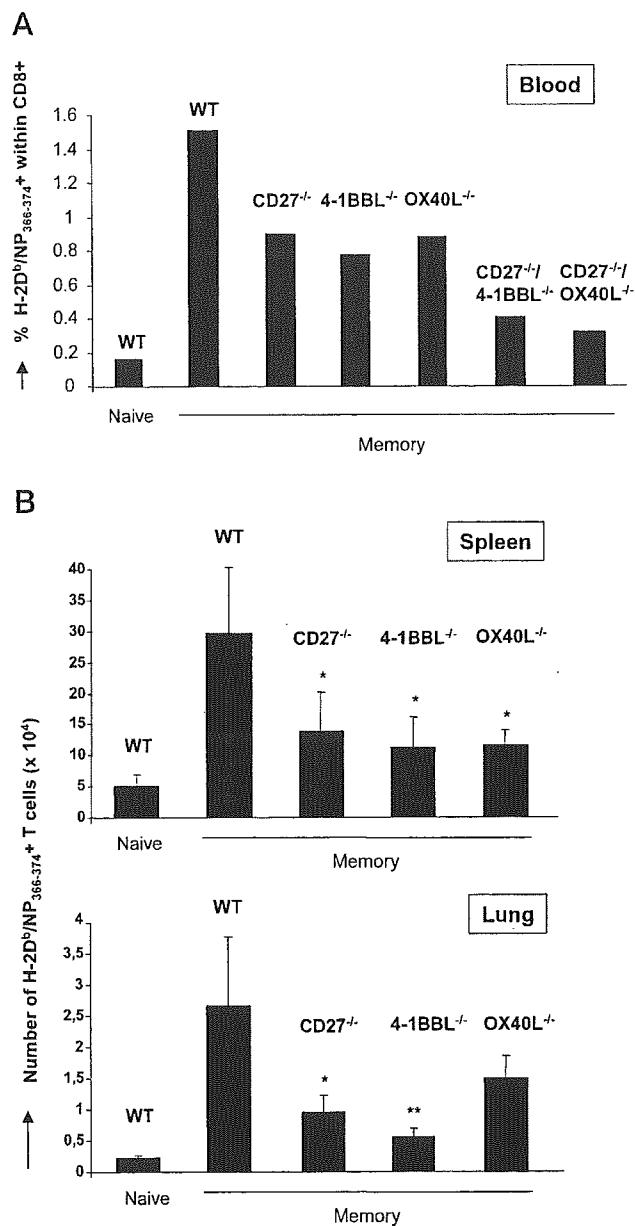 A
Blood
→ % H-2Dᵇ/NP₃₆₆₋₃₇₄⁺ within CD8+
1.6
1.4
1.2
1
0.8
0.6
0.4
0.2
0
WT
WT
CD27⁻/⁻ 4-1BBL⁻/⁻ OX40L⁻/⁻
CD27⁻/⁻/ CD27⁻/⁻/
4-1BBL⁻/⁻ OX40L⁻/⁻
Naive
Memory
B
→ Number of H-2Dᵇ/NP₃₆₆₋₃₇₄⁺ T cells (x 10⁴)
Spleen
40
35
30
25
20
15
10
5
0
WT
WT
CD27⁻/⁻ 4-1BBL⁻/⁻ OX40L⁻/⁻
* * *
Naive
Memory
Lung
4
3,5
3
2,5
2
1,5
1
0,5
0
WT
WT
CD27⁻/⁻ 4-1BBL⁻/⁻ OX40L⁻/⁻
* **
Naive
Memory